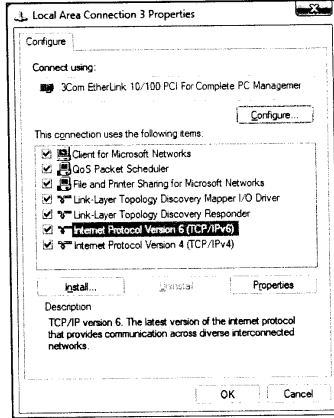 Local Area Connection 3 Properties
Configure
Connect using:
3Com EtherLink 10/100 PCI For Complete PC Managemer
Configure...
This connection uses the following items:
Client for Microsoft Networks
QoS Packet Scheduler
File and Printer Sharing for Microsoft Networks
Link-Layer Topology Discovery Mapper I/O Driver
Link-Layer Topology Discovery Responder
Internet Protocol Version 6 (TCP/IPv6)
Internet Protocol Version 4 (TCP/IPv4)
Install...
Uninstall
Properties
Description
TCP/IP version 6. The latest version of the internet protocol
that provides communication across diverse interconnected
networks.
OK
Cancel